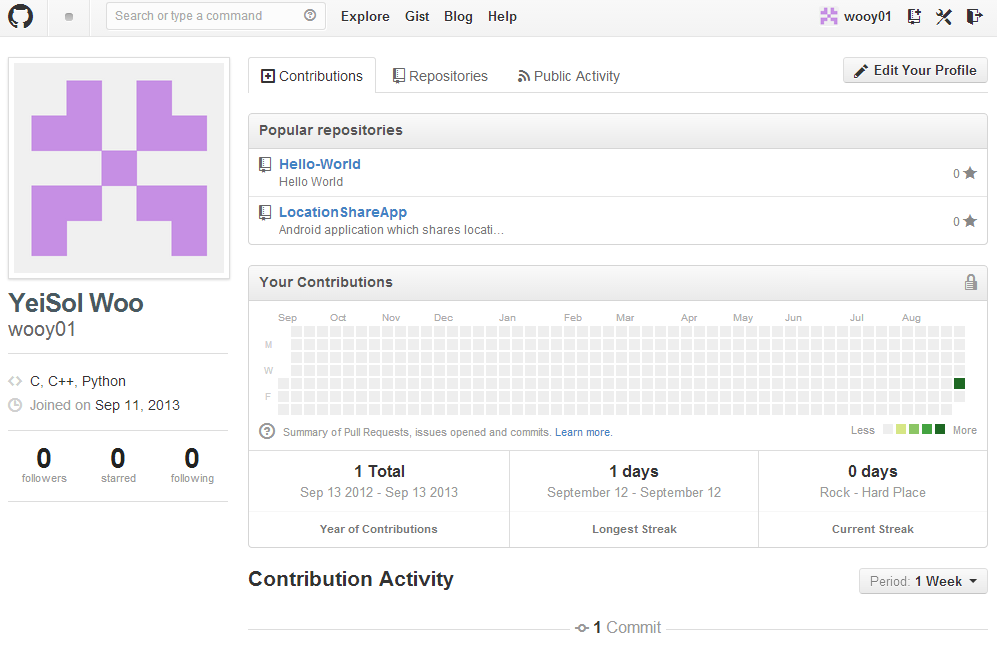 Search or type a command
Explore Gist Blog Help
wooy01
Contributions Repositories Public Activity
Edit Your Profile
Popular repositories
Hello-World
Hello World
0
LocationShareApp
Android application which shares locati...
0
YeiSol Woo
wooy01
C, C++, Python
Joined on Sep 11, 2013
0 0 0
followers starred following
Your Contributions
Sep Oct Nov Dec Jan Feb Mar Apr May Jun Jul Aug
M
W
F
? Summary of Pull Requests, issues opened and commits. Learn more.
Less More
1 Total 1 days 0 days
Sep 13 2012 - Sep 13 2013 September 12 - September 12 Rock - Hard Place
Year of Contributions Longest Streak Current Streak
Contribution Activity
Period: 1 Week
1 Commit